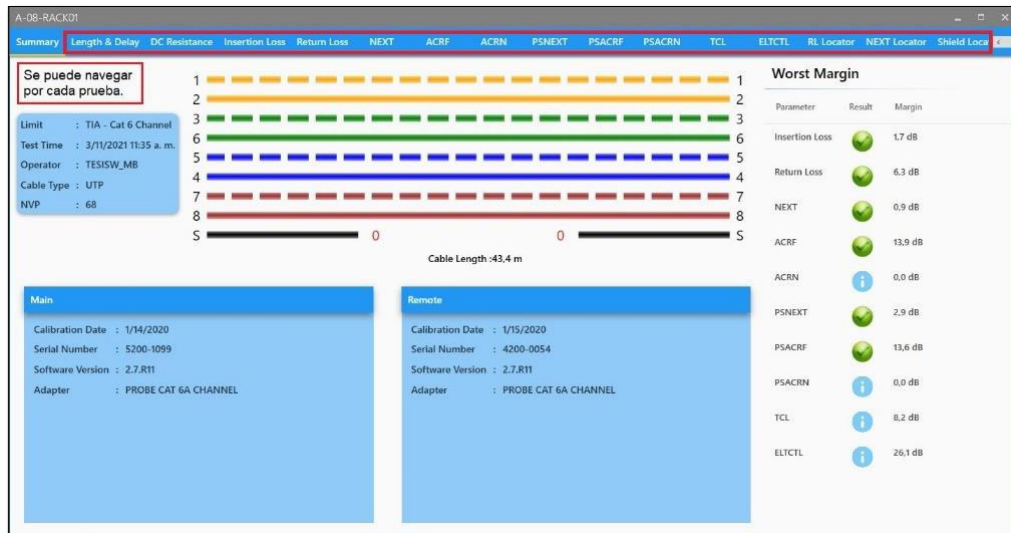 A-08-RACK01
Summary Length & Delay DC Resistance Insertion Loss Return Loss NEXT ACRF ACRN PSNEXT PSACRF PSACRN TCL ELTCTL RL Locator NEXT Locator Shield Loca
Se puede navegar
por cada prueba.
Limit : TIA - Cat 6 Channel
Test Time : 3/11/2021 11:35 a. m.
Operator : TESISW_MB
Cable Type : UTP
NVP : 68
1 1
2 2
3 3
6 6
5 5
4 4
7 7
8 8
S 0 0 S
Cable Length :43,4 m
Worst Margin
Parameter Result Margin
Insertion Loss 1,7 dB
Return Loss 6,3 dB
NEXT 0,9 dB
ACRF 13,9 dB
ACRN 0,0 dB
PSNEXT 2,9 dB
PSACRF 13,6 dB
PSACRN 0,0 dB
TCL 8,2 dB
ELTCTL 26,1 dB
Main
Calibration Date : 1/14/2020
Serial Number : 5200-1099
Software Version : 2.7.R11
Adapter : PROBE CAT 6A CHANNEL
Remote
Calibration Date : 1/15/2020
Serial Number : 4200-0054
Software Version : 2.7.R11
Adapter : PROBE CAT 6A CHANNEL